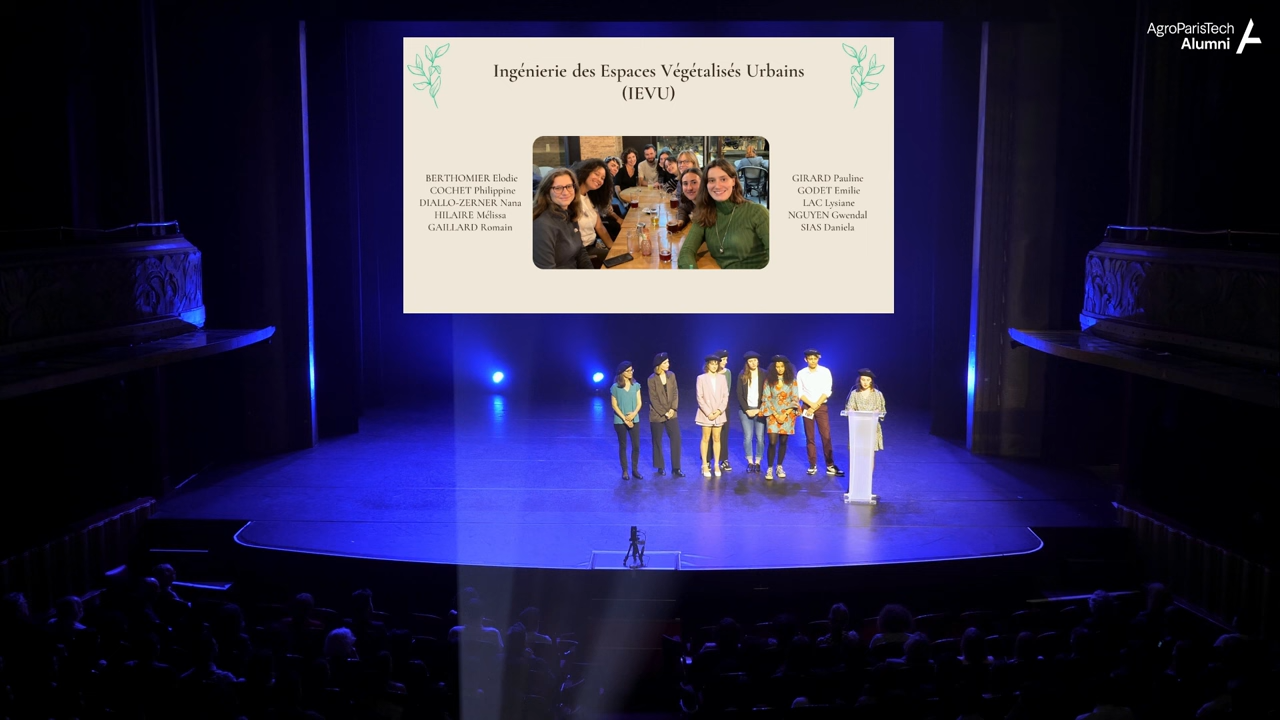 AgroParisTech
Alumni
Ingénierie des Espaces Végétalisés Urbains
(IEVU)
BERTHOMIER Elodie
COCHET Philippine
DIALLO-ZERNER Nana
HILAIRE Mélissa
GAILLARD Romain
GIRARD Pauline
GODET Emilie
LAC Lysiane
NGUYEN Gwendal
SIAS Daniela